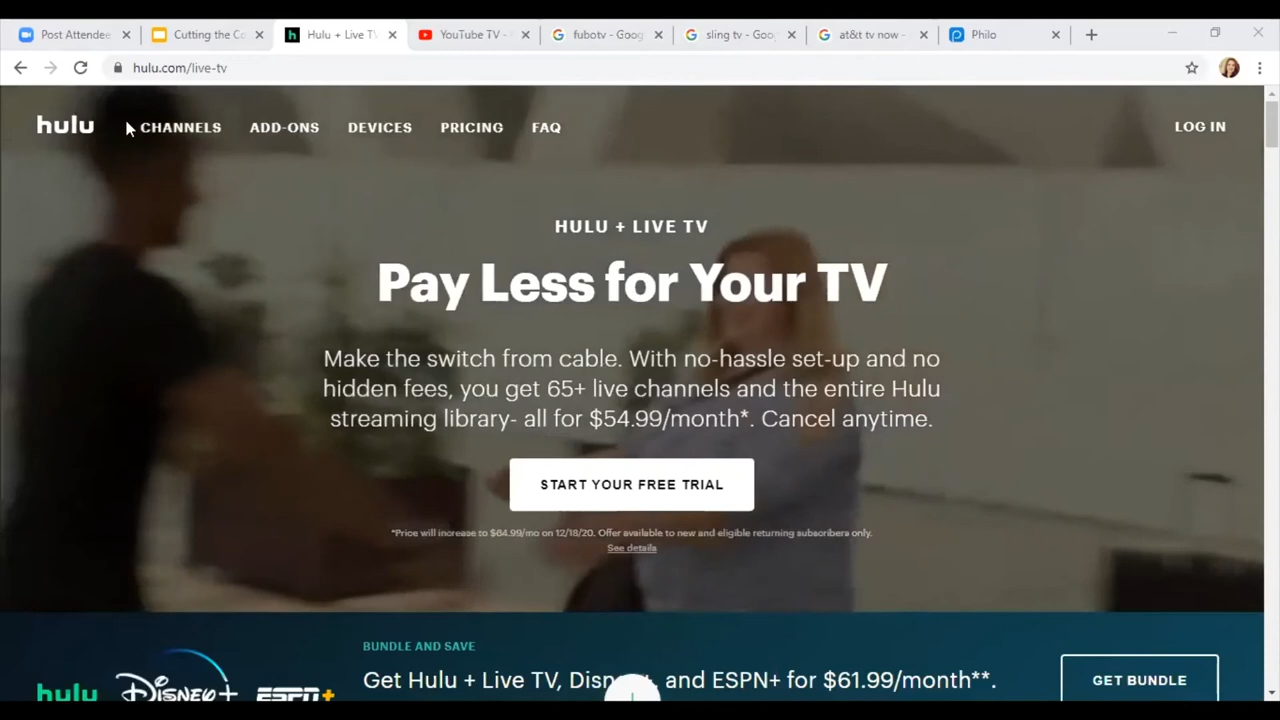 Post Attendee
Cutting the Co
Hulu + Live TV
YouTube TV -
fubotv - Goog
sling tv - Goo
at&t tv now -
Philo
hulu.com/live-tv
hulu
CHANNELS
ADD-ONS
DEVICES
PRICING
FAQ
LOG IN
HULU + LIVE TV
Pay Less for Your TV
Make the switch from cable. With no-hassle set-up and no
hidden fees, you get 65+ live channels and the entire Hulu
streaming library- all for $54.99/month*. Cancel anytime.
START YOUR FREE TRIAL
*Price will increase to $64.99/mo on 12/18/20. Offer available to new and eligible returning subscribers only.
See details
BUNDLE AND SAVE
hulu
Disney+
ESPN+
Get Hulu + Live TV, Disney+, and ESPN+ for $61.99/month**.
GET BUNDLE